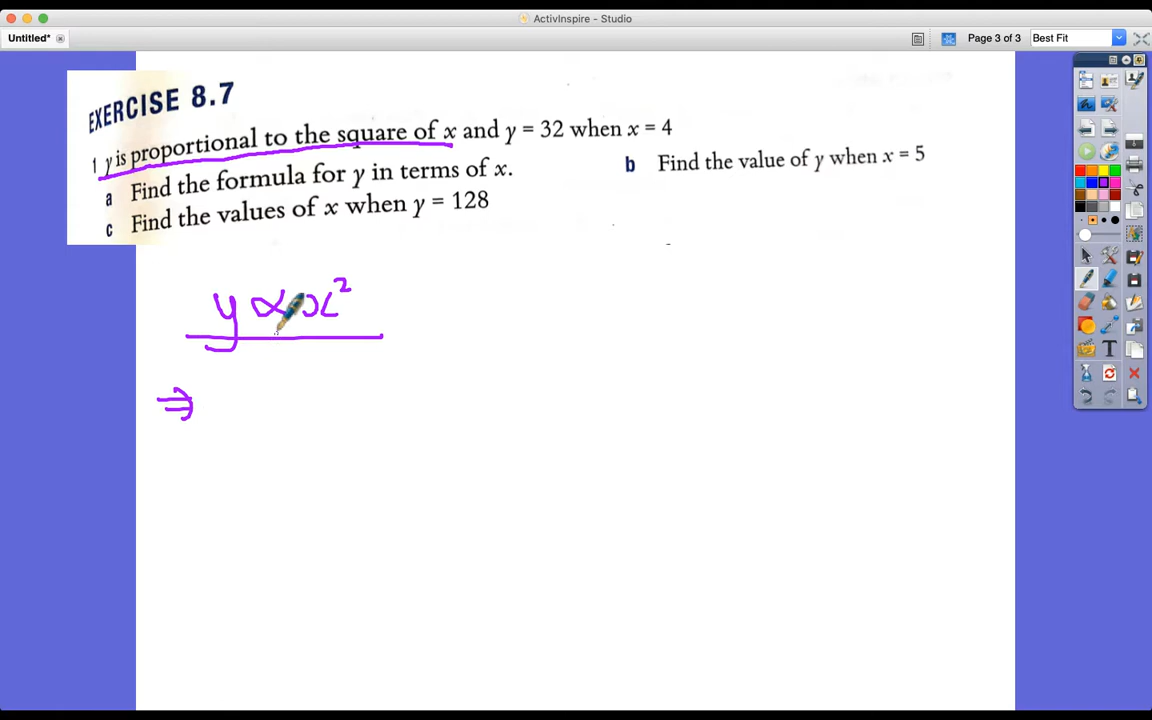 ActivInspire - Studio
Untitled*
Page 3 of 3
Best Fit
EXERCISE 8.7
1 y is proportional to the square of x and y = 32 when x = 4
a Find the formula for y in terms of x.
b Find the value of y when x = 5
c Find the values of x when y = 128
y ∝ x²
⇒